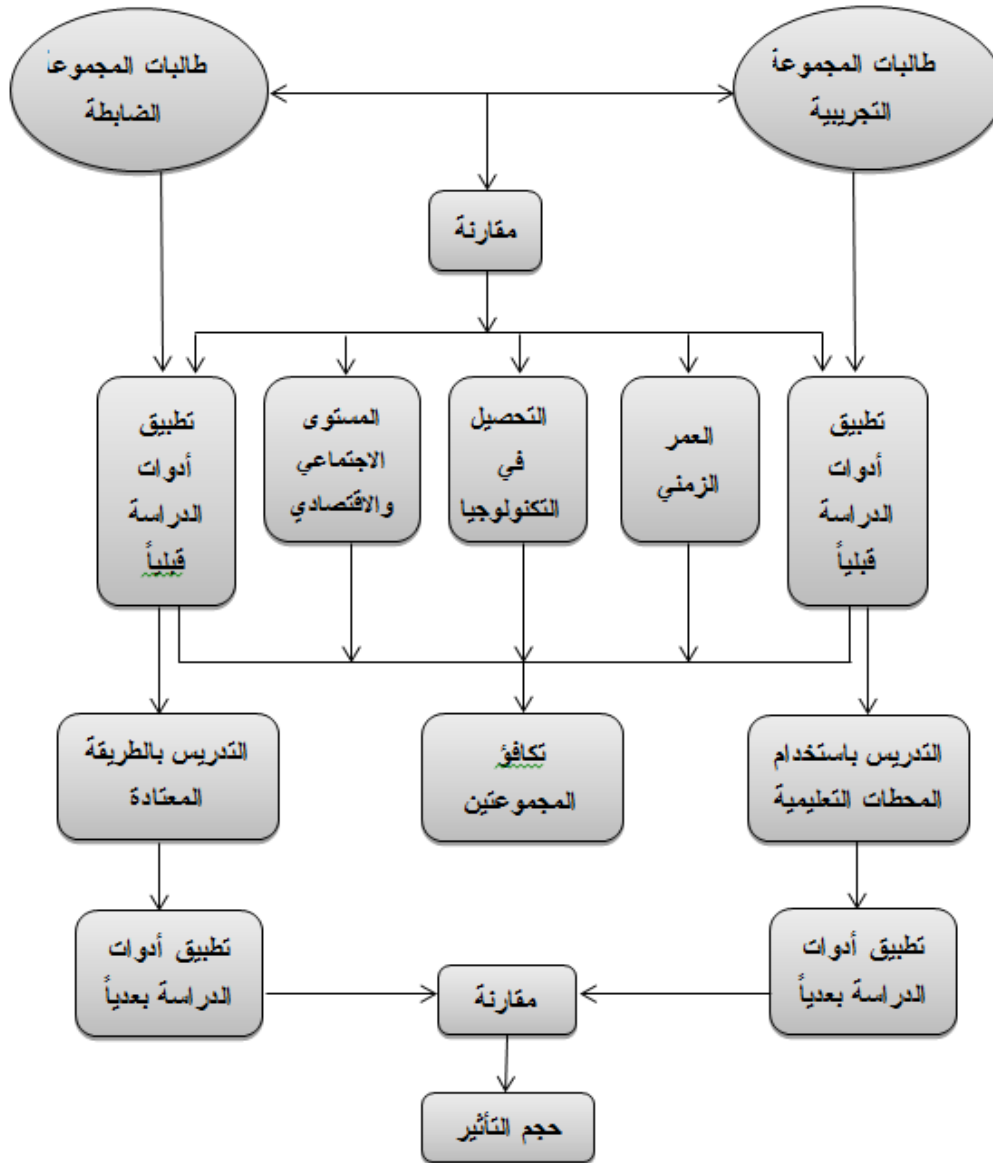 طالبات المجموعة
التجريبية
طالبات المجموعة
الضابطة
مقارنة
تطبيق
أدوات
الدراسة
قبلياً
العمر
الزمني
التحصيل
في
التكنولوجيا
المستوى
الاجتماعي
والاقتصادي
تطبيق
أدوات
الدراسة
قبلياً
التدريس باستخدام
المحطات التعليمية
تكافؤ
المجموعتين
التدريس بالطريقة
المعتادة
تطبيق أدوات
الدراسة بعدياً
مقارنة
تطبيق أدوات
الدراسة بعدياً
حجم التأثير